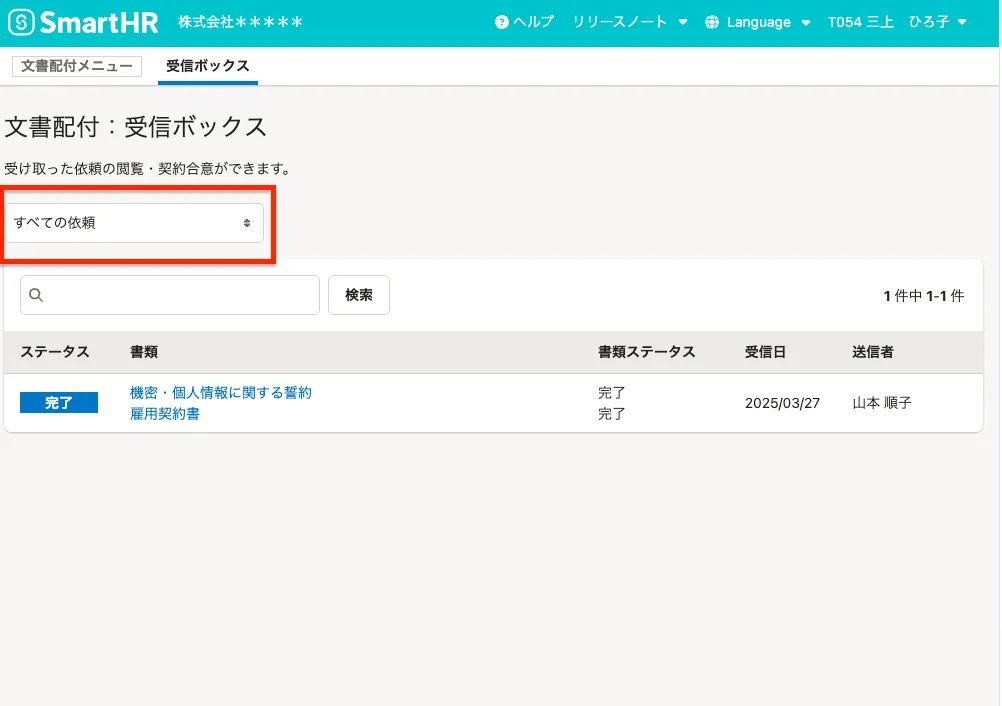 SmartHR 株式会社＊＊＊＊＊ ヘルプ リリースノート Language T054 三上 ひろ子
文書配付メニュー 受信ボックス
文書配付：受信ボックス
受け取った依頼の閲覧・契約合意ができます。
すべての依頼
検索 1 件中 1-1 件
ステータス 書類 書類ステータス 受信日 送信者
完了 機密・個人情報に関する誓約 完了 2025/03/27 山本 順子
雇用契約書 完了